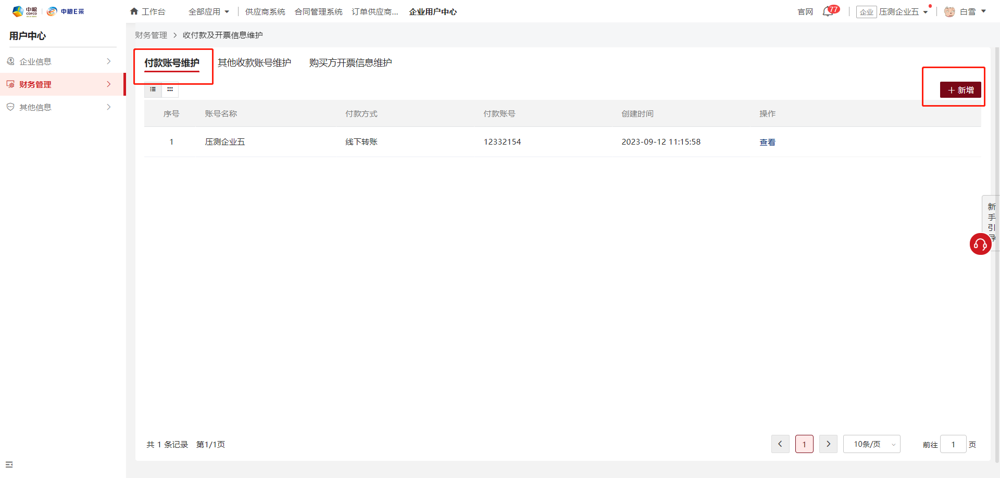 中粮 COFCO 中粮E采 工作台 全部应用 供应商系统 合同管理系统 订单供应商... 企业用户中心 官网 77 企业 压测企业五 白雪
用户中心
企业信息
财务管理
其他信息
财务管理 > 收付款及开票信息维护
付款账号维护 其他收款账号维护 购买方开票信息维护
+ 新增
序号 账号名称 付款方式 付款账号 创建时间 操作
1 压测企业五 线下转账 12332154 2023-09-12 11:15:58 查看
新
手
引
导
共 1 条记录 第1/1页 1 10条/页 前往 1 页